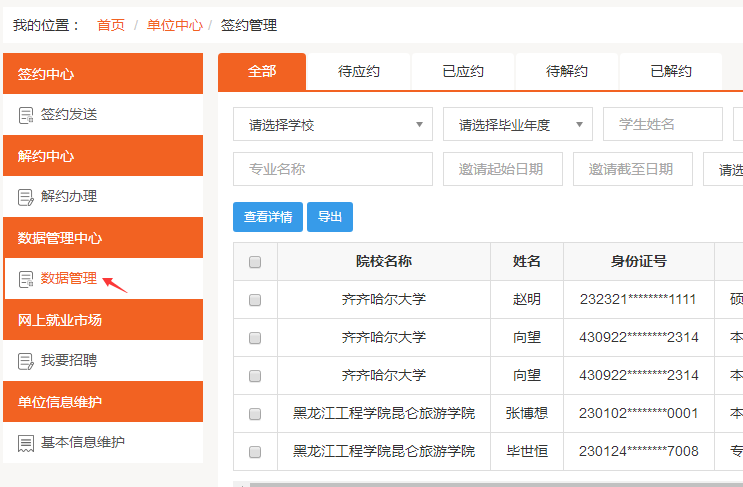 我的位置： 首页 / 单位中心 / 签约管理
签约中心
签约发送
解约中心
解约办理
数据管理中心
数据管理
网上就业市场
我要招聘
单位信息维护
基本信息维护
全部 待应约 已应约 待解约 已解约
请选择学校 请选择毕业年度 学生姓名
专业名称 邀请起始日期 邀请截至日期 请选
查看详情 导出
院校名称 姓名 身份证号
齐齐哈尔大学 赵明 232321********1111 硕
齐齐哈尔大学 向望 430922********2314 本
齐齐哈尔大学 向望 430922********2314 本
黑龙江工程学院昆仑旅游学院 张博想 230102********0001 本
黑龙江工程学院昆仑旅游学院 毕世恒 230124********7008 专